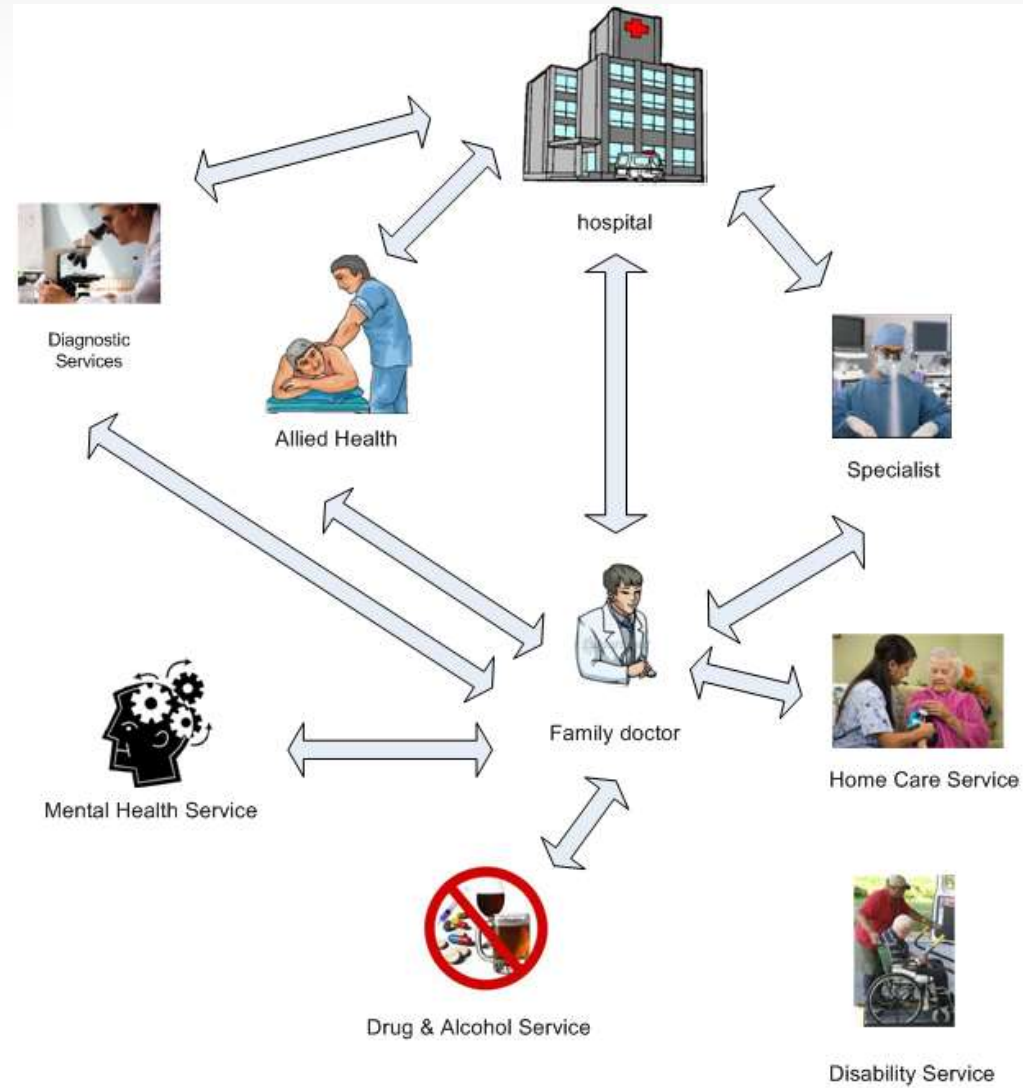 hospital
Diagnostic
Services
Allied Health
Specialist
Family doctor
Home Care Service
Mental Health Service
Drug & Alcohol Service
Disability Service